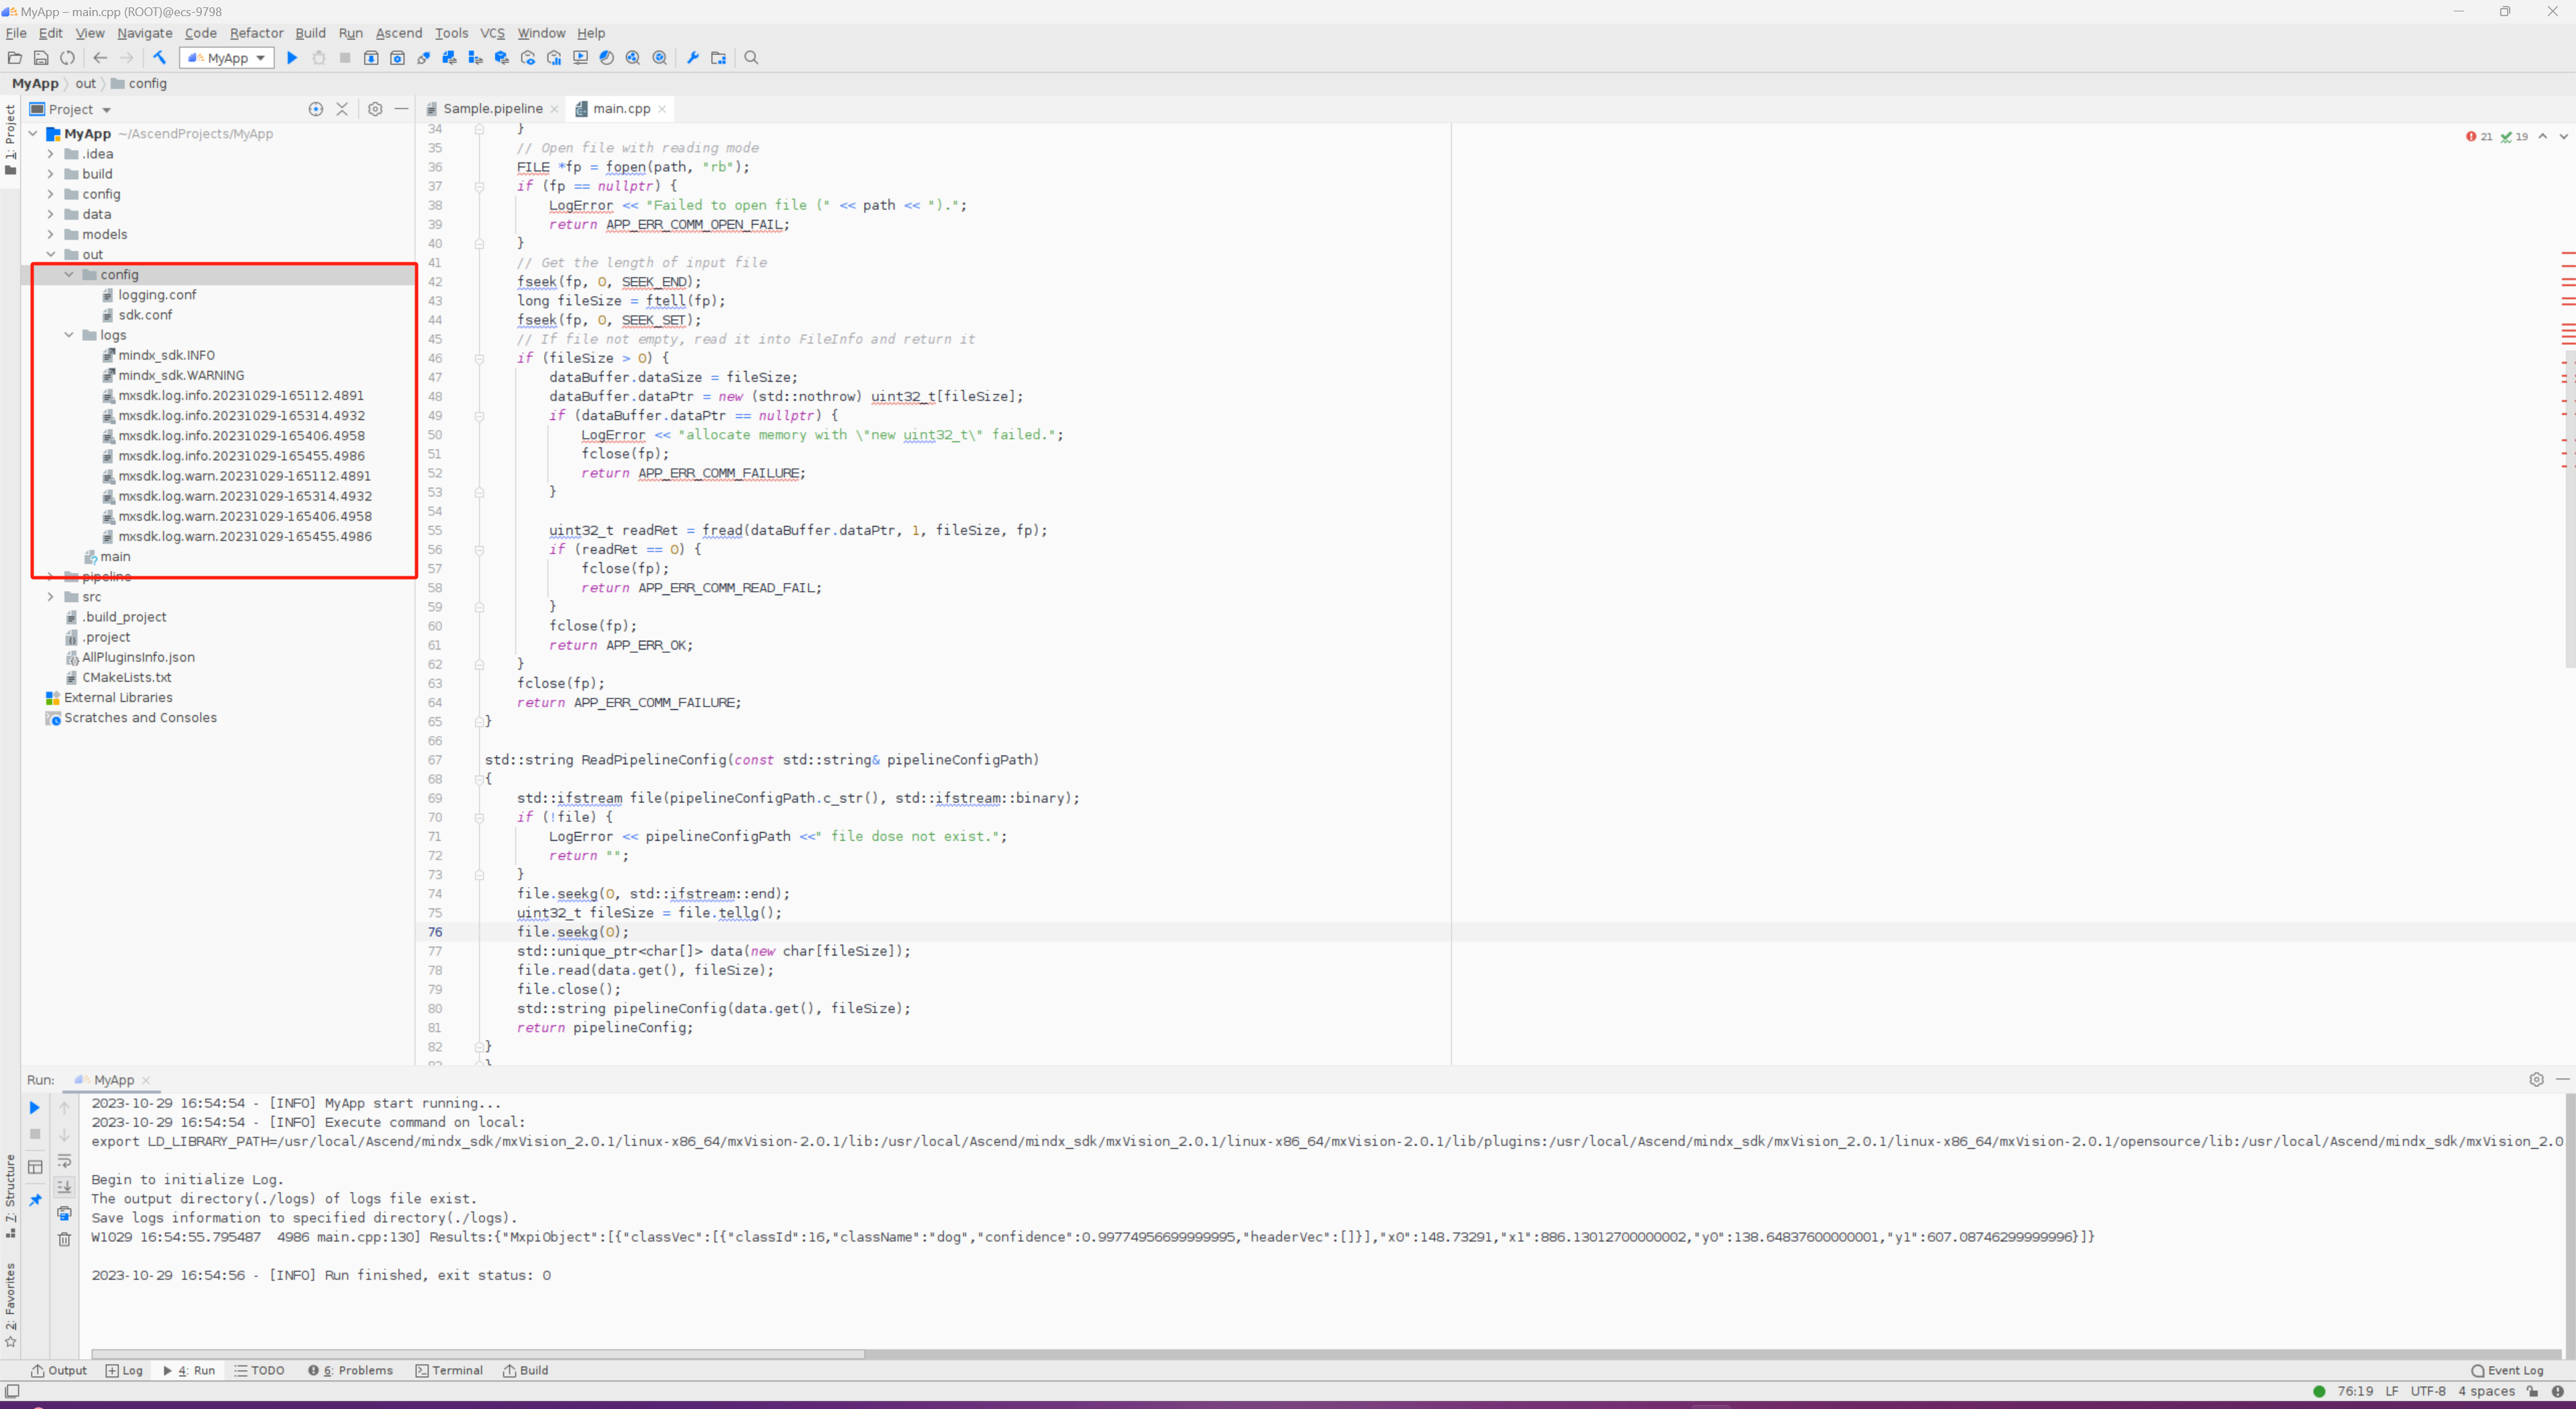 MyApp – main.cpp (ROOT)@ecs-9798
File Edit View Navigate Code Refactor Build Run Ascend Tools VCS Window Help
MyApp
MyApp out config
Project
Sample.pipeline main.cpp
1: Project
MyApp ~/AscendProjects/MyApp
.idea
build
config
data
models
out
config
logging.conf
sdk.conf
logs
mindx_sdk.INFO
mindx_sdk.WARNING
mxsdk.log.info.20231029-165112.4891
mxsdk.log.info.20231029-165314.4932
mxsdk.log.info.20231029-165406.4958
mxsdk.log.info.20231029-165455.4986
mxsdk.log.warn.20231029-165112.4891
mxsdk.log.warn.20231029-165314.4932
mxsdk.log.warn.20231029-165406.4958
mxsdk.log.warn.20231029-165455.4986
main
pipeline
src
.build_project
.project
AllPluginsInfo.json
CMakeLists.txt
External Libraries
Scratches and Consoles
21 19
34 }
35 // Open file with reading mode
36 FILE *fp = fopen(path, "rb");
37 if (fp == nullptr) {
38 LogError << "Failed to open file (" << path << ").";
39 return APP_ERR_COMM_OPEN_FAIL;
40 }
41 // Get the length of input file
42 fseek(fp, 0, SEEK_END);
43 long fileSize = ftell(fp);
44 fseek(fp, 0, SEEK_SET);
45 // If file not empty, read it into FileInfo and return it
46 if (fileSize > 0) {
47 dataBuffer.dataSize = fileSize;
48 dataBuffer.dataPtr = new (std::nothrow) uint32_t[fileSize];
49 if (dataBuffer.dataPtr == nullptr) {
50 LogError << "allocate memory with \"new uint32_t\" failed.";
51 fclose(fp);
52 return APP_ERR_COMM_FAILURE;
53 }
54
55 uint32_t readRet = fread(dataBuffer.dataPtr, 1, fileSize, fp);
56 if (readRet == 0) {
57 fclose(fp);
58 return APP_ERR_COMM_READ_FAIL;
59 }
60 fclose(fp);
61 return APP_ERR_OK;
62 }
63 fclose(fp);
64 return APP_ERR_COMM_FAILURE;
65 }
66
67 std::string ReadPipelineConfig(const std::string& pipelineConfigPath)
68 {
69 std::ifstream file(pipelineConfigPath.c_str(), std::ifstream::binary);
70 if (!file) {
71 LogError << pipelineConfigPath <<" file dose not exist.";
72 return "";
73 }
74 file.seekg(0, std::ifstream::end);
75 uint32_t fileSize = file.tellg();
76 file.seekg(0);
77 std::unique_ptr<char[]> data(new char[fileSize]);
78 file.read(data.get(), fileSize);
79 file.close();
80 std::string pipelineConfig(data.get(), fileSize);
81 return pipelineConfig;
82 }
83 }
Run: MyApp
2023-10-29 16:54:54 - [INFO] MyApp start running...
2023-10-29 16:54:54 - [INFO] Execute command on local:
export LD_LIBRARY_PATH=/usr/local/Ascend/mindx_sdk/mxVision_2.0.1/linux-x86_64/mxVision-2.0.1/lib:/usr/local/Ascend/mindx_sdk/mxVision_2.0.1/linux-x86_64/mxVision-2.0.1/lib/plugins:/usr/local/Ascend/mindx_sdk/mxVision_2.0.1/linux-x86_64/mxVision-2.0.1/opensource/lib:/usr/local/Ascend/mindx_sdk/mxVision_2.0
Begin to initialize Log.
The output directory(./logs) of logs file exist.
Save logs information to specified directory(./logs).
W1029 16:54:55.795487 4986 main.cpp:130] Results:{"MxpiObject":[{"classVec":[{"classId":16,"className":"dog","confidence":0.99774956699999995,"headerVec":[]}],"x0":148.73291,"x1":886.13012700000002,"y0":138.64837600000001,"y1":607.08746299999996}]}
2023-10-29 16:54:56 - [INFO] Run finished, exit status: 0
Z: Structure
2: Favorites
Output Log 4: Run TODO 6: Problems Terminal Build Event Log
76:19 LF UTF-8 4 spaces